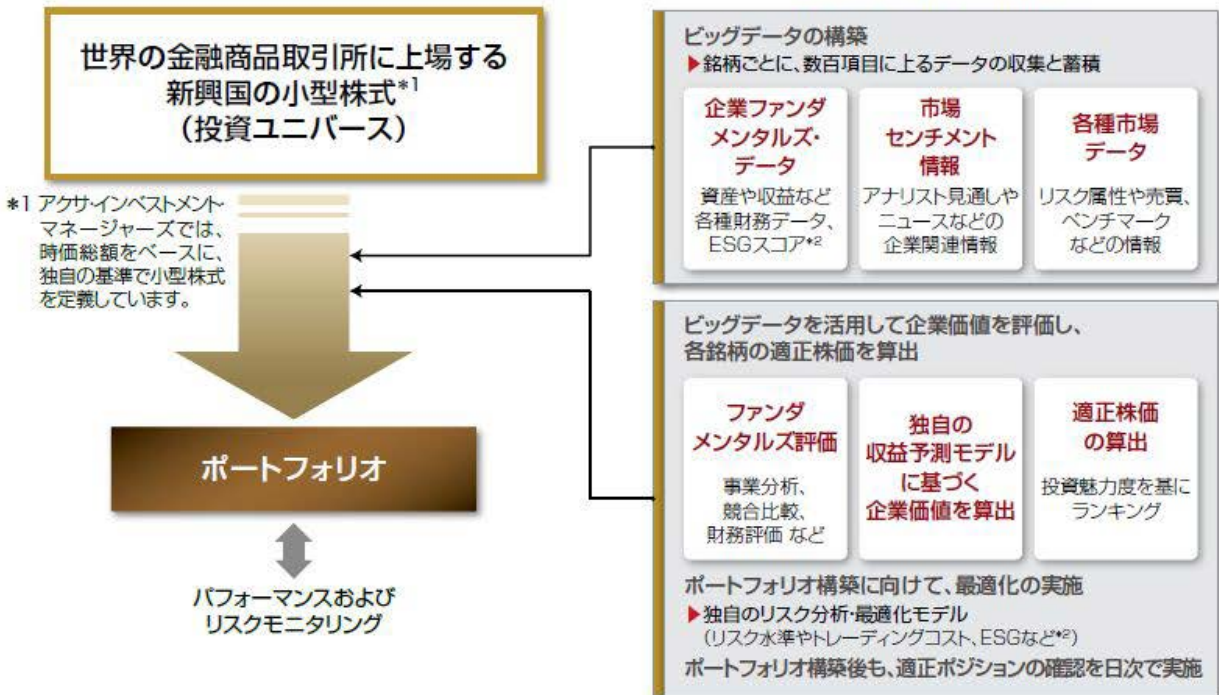 世界の金融商品取引所に上場する
新興国の小型株式*1
(投資ユニバース)
*1 アクサ・インベストメント・
マネージャーズでは、
時価総額をベースに、
独自の基準で小型株式
を定義しています。
ポートフォリオ
パフォーマンスおよび
リスクモニタリング
ビッグデータの構築
▶銘柄ごとに、数百項目に上るデータの収集と蓄積
企業ファンダ
メンタルズ・
データ
資産や収益など
各種財務データ、
ESGスコア*2
市場
センチメント
情報
アナリスト見通しや
ニュースなどの
企業関連情報
各種市場
データ
リスク属性や売買、
ベンチマーク
などの情報
ビッグデータを活用して企業価値を評価し、
各銘柄の適正株価を算出
ファンダ
メンタルズ評価
事業分析、
競合比較、
財務評価 など
独自の
収益予測モデル
に基づく
企業価値を算出
適正株価
の算出
投資魅力度を基に
ランキング
ポートフォリオ構築に向けて、最適化の実施
▶独自のリスク分析・最適化モデル
(リスク水準やトレーディングコスト、ESGなど*2)
ポートフォリオ構築後も、適正ポジションの確認を日次で実施